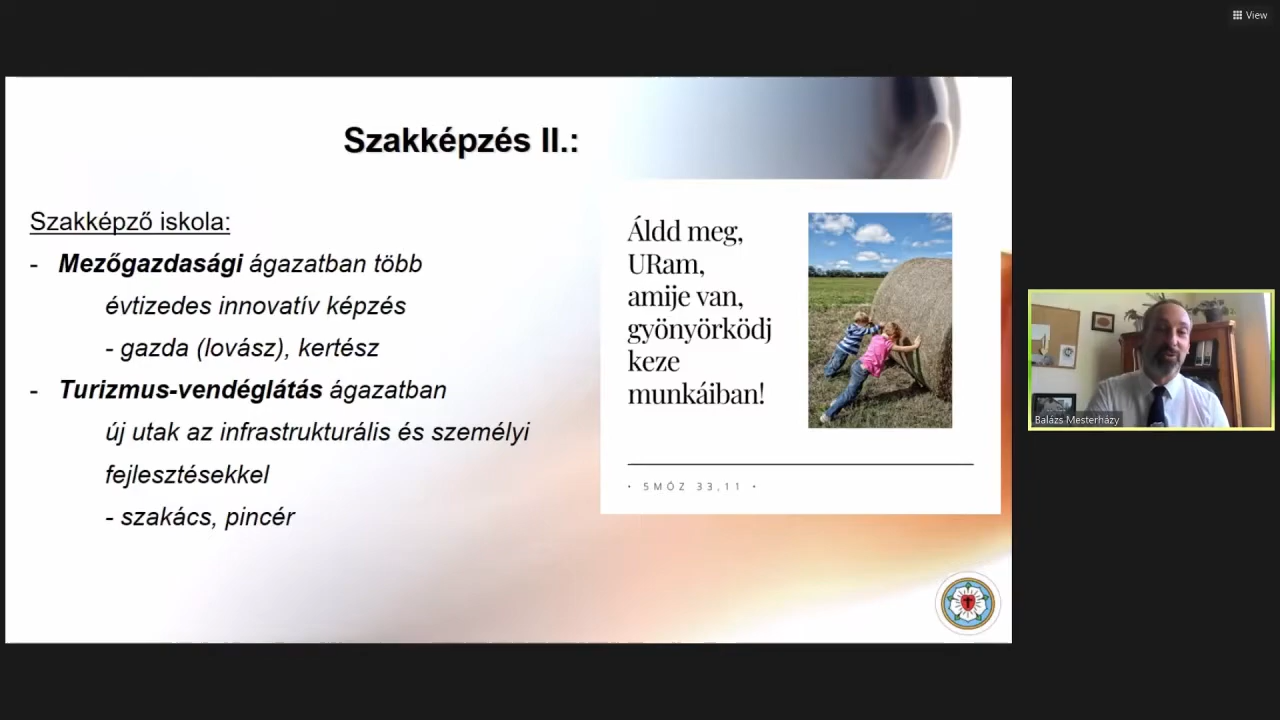 View
Szakképzés II.:
Szakképző iskola:
- Mezőgazdasági ágazatban több
évtizedes innovatív képzés
- gazda (lovász), kertész
- Turizmus-vendéglátás ágazatban
új utak az infrastrukturális és személyi
fejlesztésekkel
- szakács, pincér
Áldd meg,
URam,
amije van,
gyönyörködj
keze
munkáiban!
• 5MÓZ 33,11 •
Balázs Mesterházy